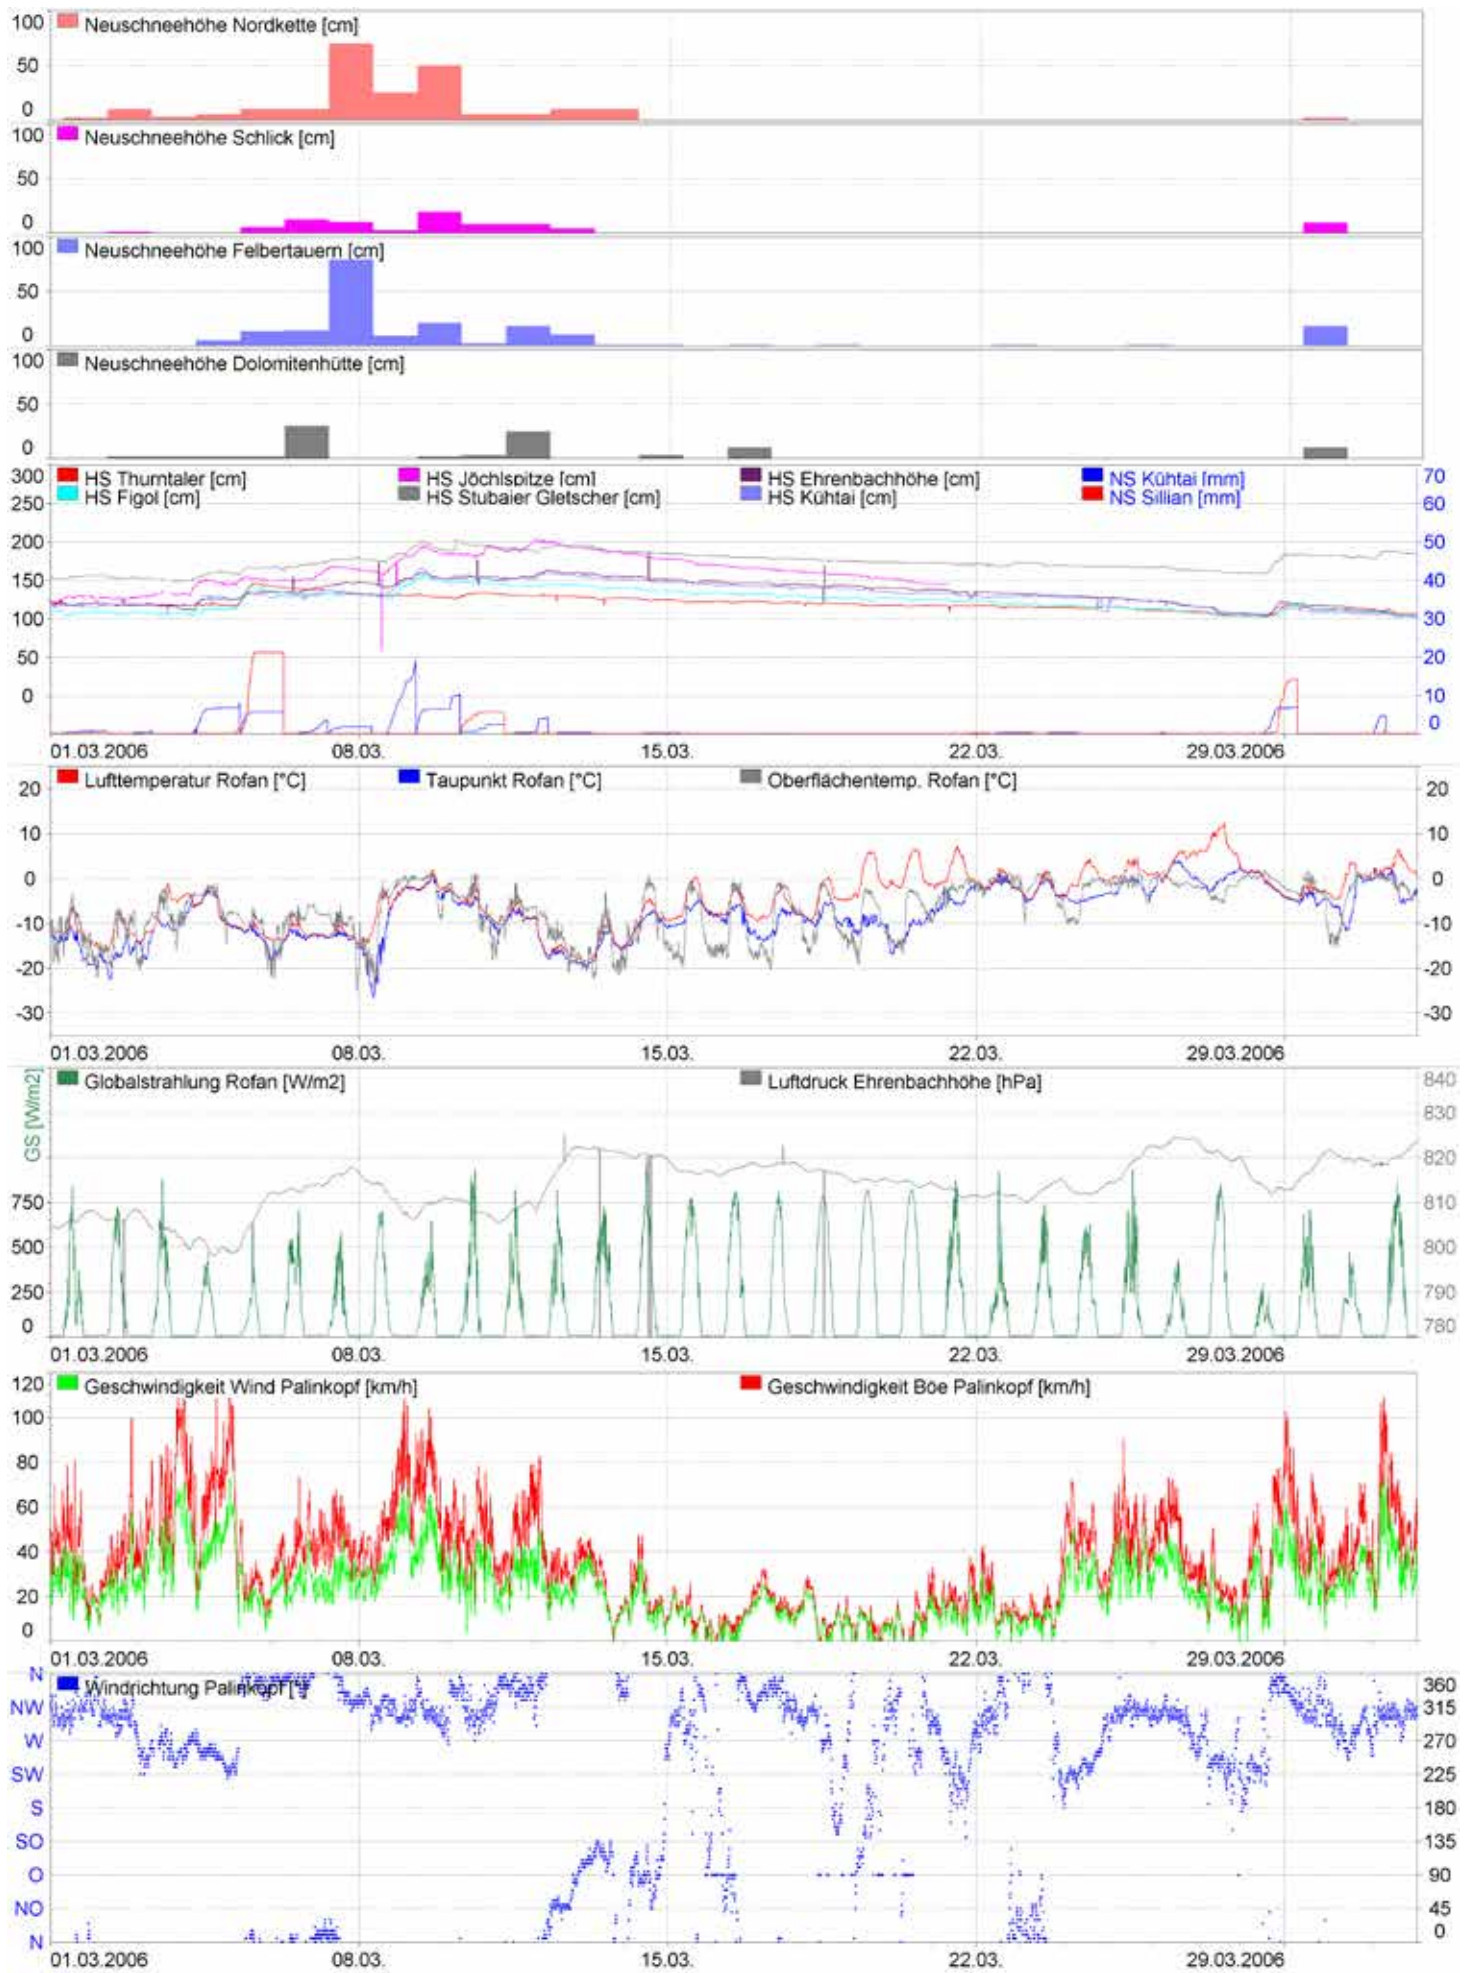 100
Neuschneehöhe Nordkette [cm]
50
0
100
Neuschneehöhe Schlick [cm]
50
0
100
Neuschneehöhe Felbertauern [cm]
50
0
100
Neuschneehöhe Dolomitenhütte [cm]
50
0
300 HS Thurntaler [cm] HS Jöchlspitze [cm] HS Ehrenbachhöhe [cm] NS Kühtai [mm] 70
250 HS Figol [cm] HS Stubaier Gletscher [cm] HS Kühtai [cm] NS Sillian [mm] 60
200 50
150 40
100 30
50 20
0 10
0
01.03.2006 08.03. 15.03. 22.03. 29.03.2006
Lufttemperatur Rofan [°C] Taupunkt Rofan [°C] Oberflächentemp. Rofan [°C]
20 20
10 10
0 0
-10 -10
-20 -20
-30 -30
01.03.2006 08.03. 15.03. 22.03. 29.03.2006
GS [W/m2]
Globalstrahlung Rofan [W/m2] Luftdruck Ehrenbachhöhe [hPa] 840
830
820
750 810
500 800
250 790
0 780
01.03.2006 08.03. 15.03. 22.03. 29.03.2006
120 Geschwindigkeit Wind Palinkopf [km/h] Geschwindigkeit Böe Palinkopf [km/h]
100
80
60
40
20
0
01.03.2006 08.03. 15.03. 22.03. 29.03.2006
N Windrichtung Palinkopf [°] 360
NW 315
W 270
SW 225
S 180
SO 135
O 90
NO 45
N 0
01.03.2006 08.03. 15.03. 22.03. 29.03.2006